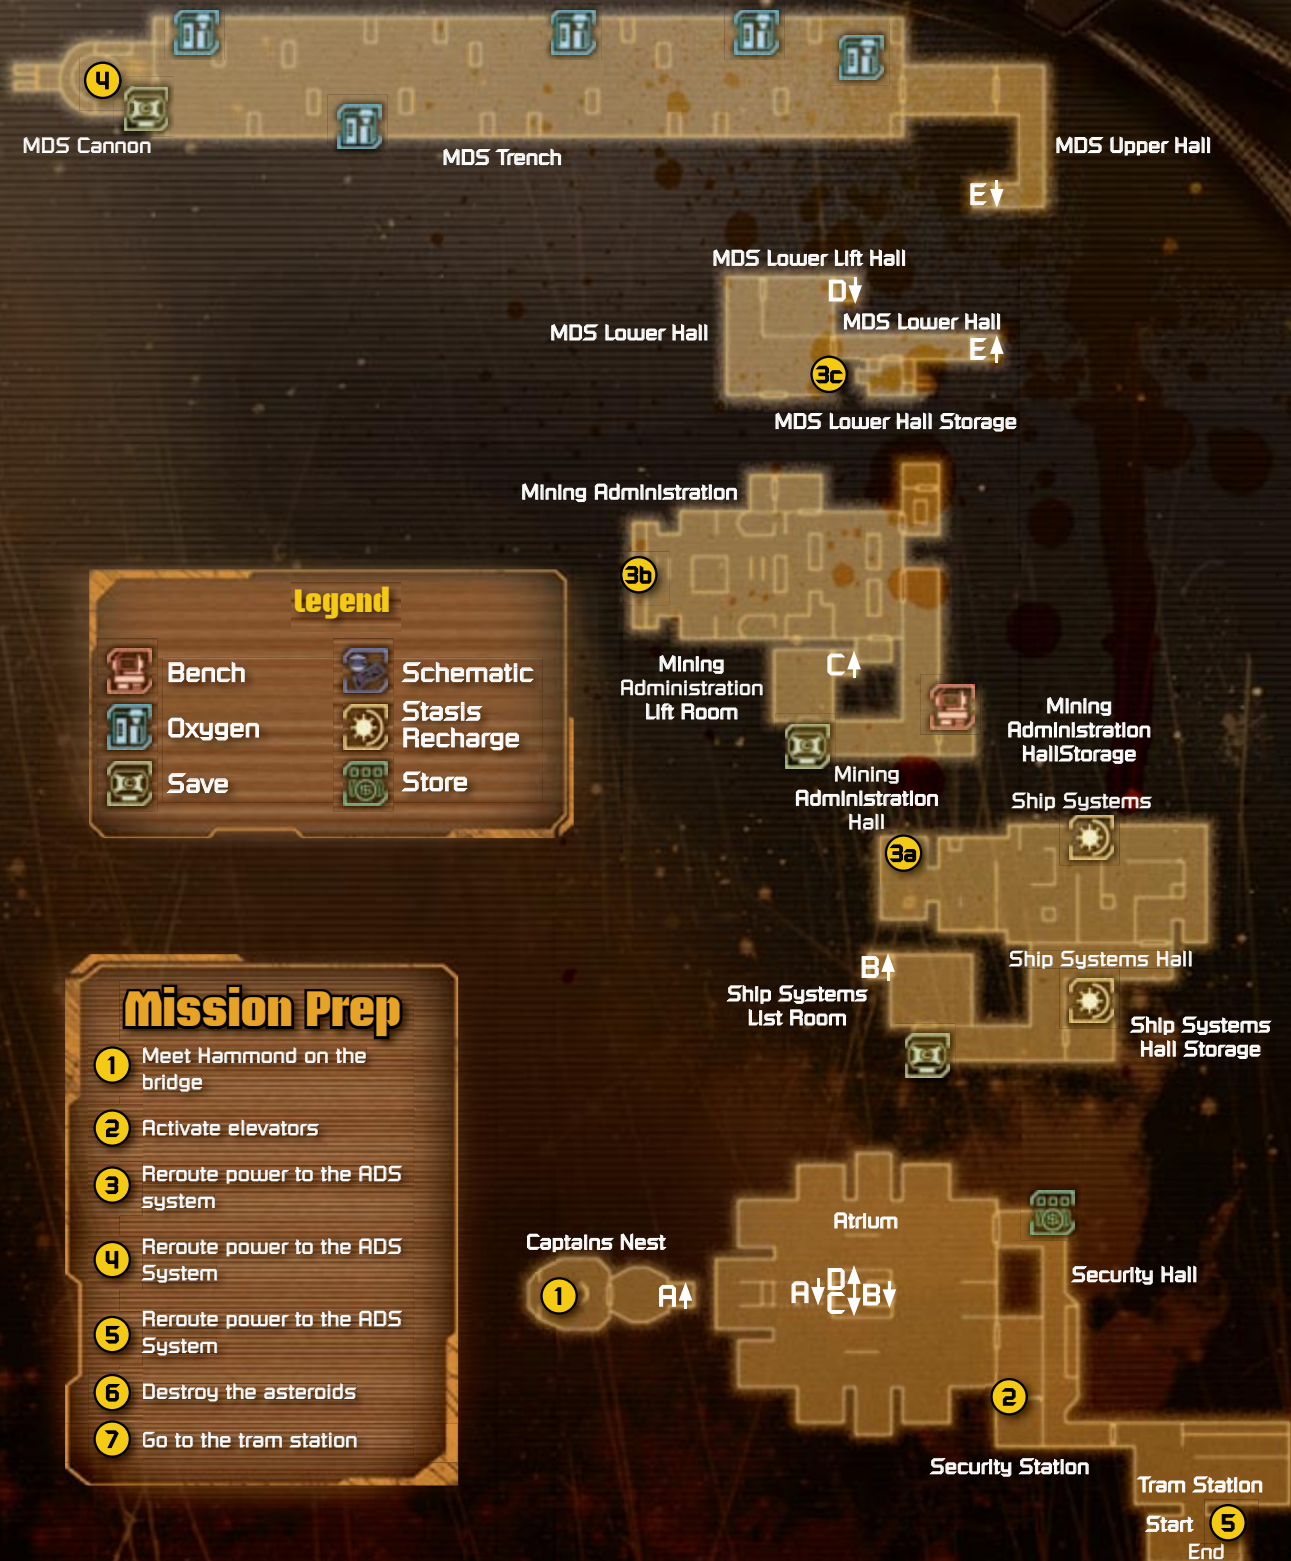 4
MDS Cannon
MDS Trench
MDS Upper Hall
E
MDS Lower Lift Hall
D
MDS Lower Hall
MDS Lower Hall
E
3c
MDS Lower Hall Storage
Mining Administration
3b
C
Mining
Administration
Lift Room
Mining
Administration
HallStorage
Mining
Administration
Hall
Legend
Bench
Schematic
Oxygen
Stasis
Recharge
Save
Store
Ship Systems
3a
Ship Systems Hall
B
Ship Systems
List Room
Ship Systems
Hall Storage
Mission Prep
1 Meet Hammond on the
bridge
2 Activate elevators
3 Reroute power to the ADS
system
4 Reroute power to the ADS
System
5 Reroute power to the ADS
System
6 Destroy the asteroids
7 Go to the tram station
Atrium
Captains Nest
1
A
A
D
C
B
Security Hall
2
Security Station
Tram Station
Start 5
End